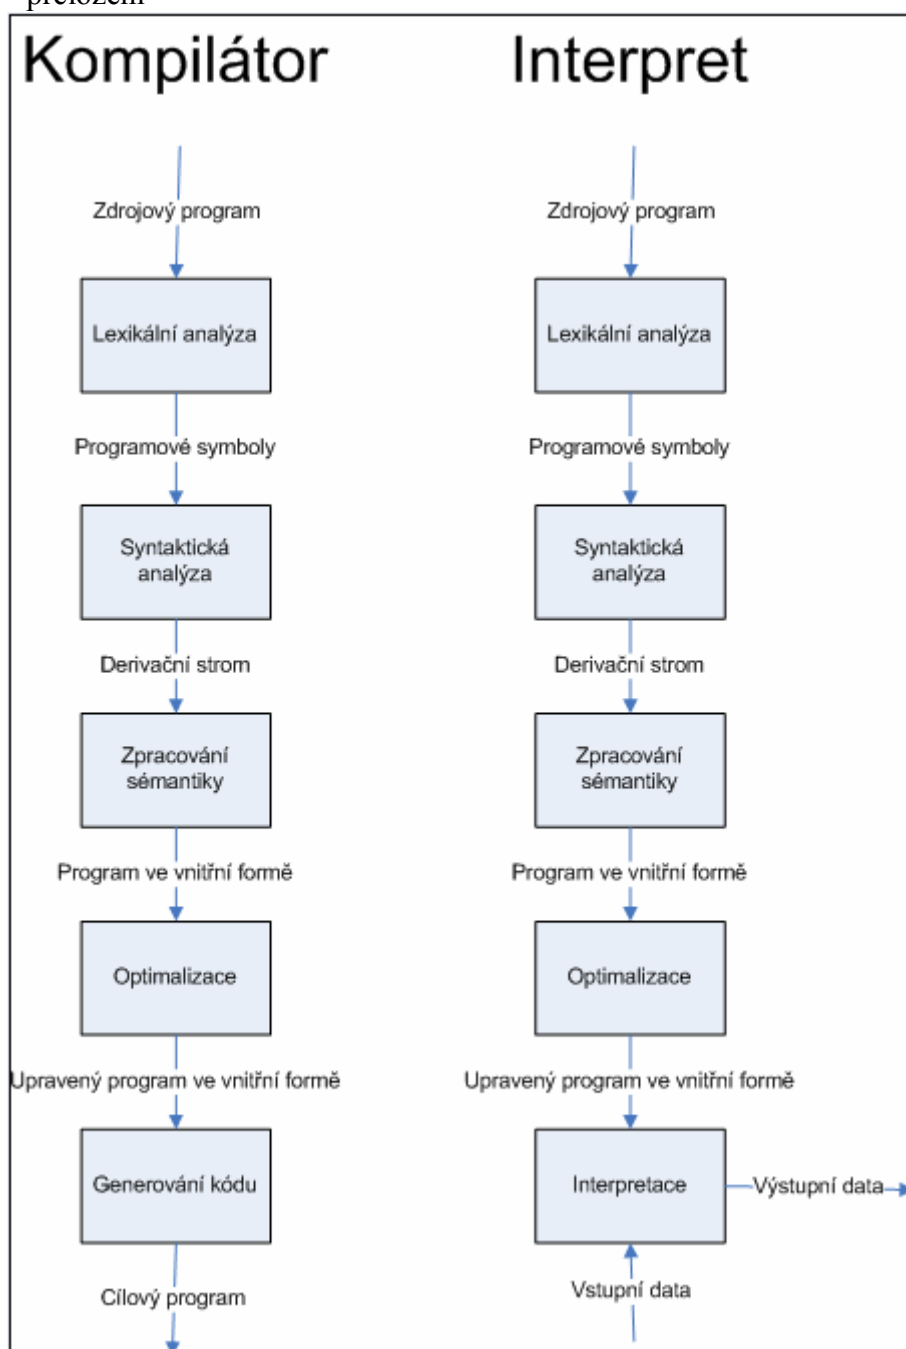 přeložení
Kompilátor
Zdrojový program
Lexikální analýza
Programové symboly
Syntaktická
analýza
Derivační strom
Zpracování
sémantiky
Program ve vnitřní formě
Optimalizace
Upravený program ve vnitřní formě
Generování kódu
Cílový program
Interpret
Zdrojový program
Lexikální analýza
Programové symboly
Syntaktická
analýza
Derivační strom
Zpracování
sémantiky
Program ve vnitřní formě
Optimalizace
Upravený program ve vnitřní formě
Interpretace
Výstupní data
Vstupní data